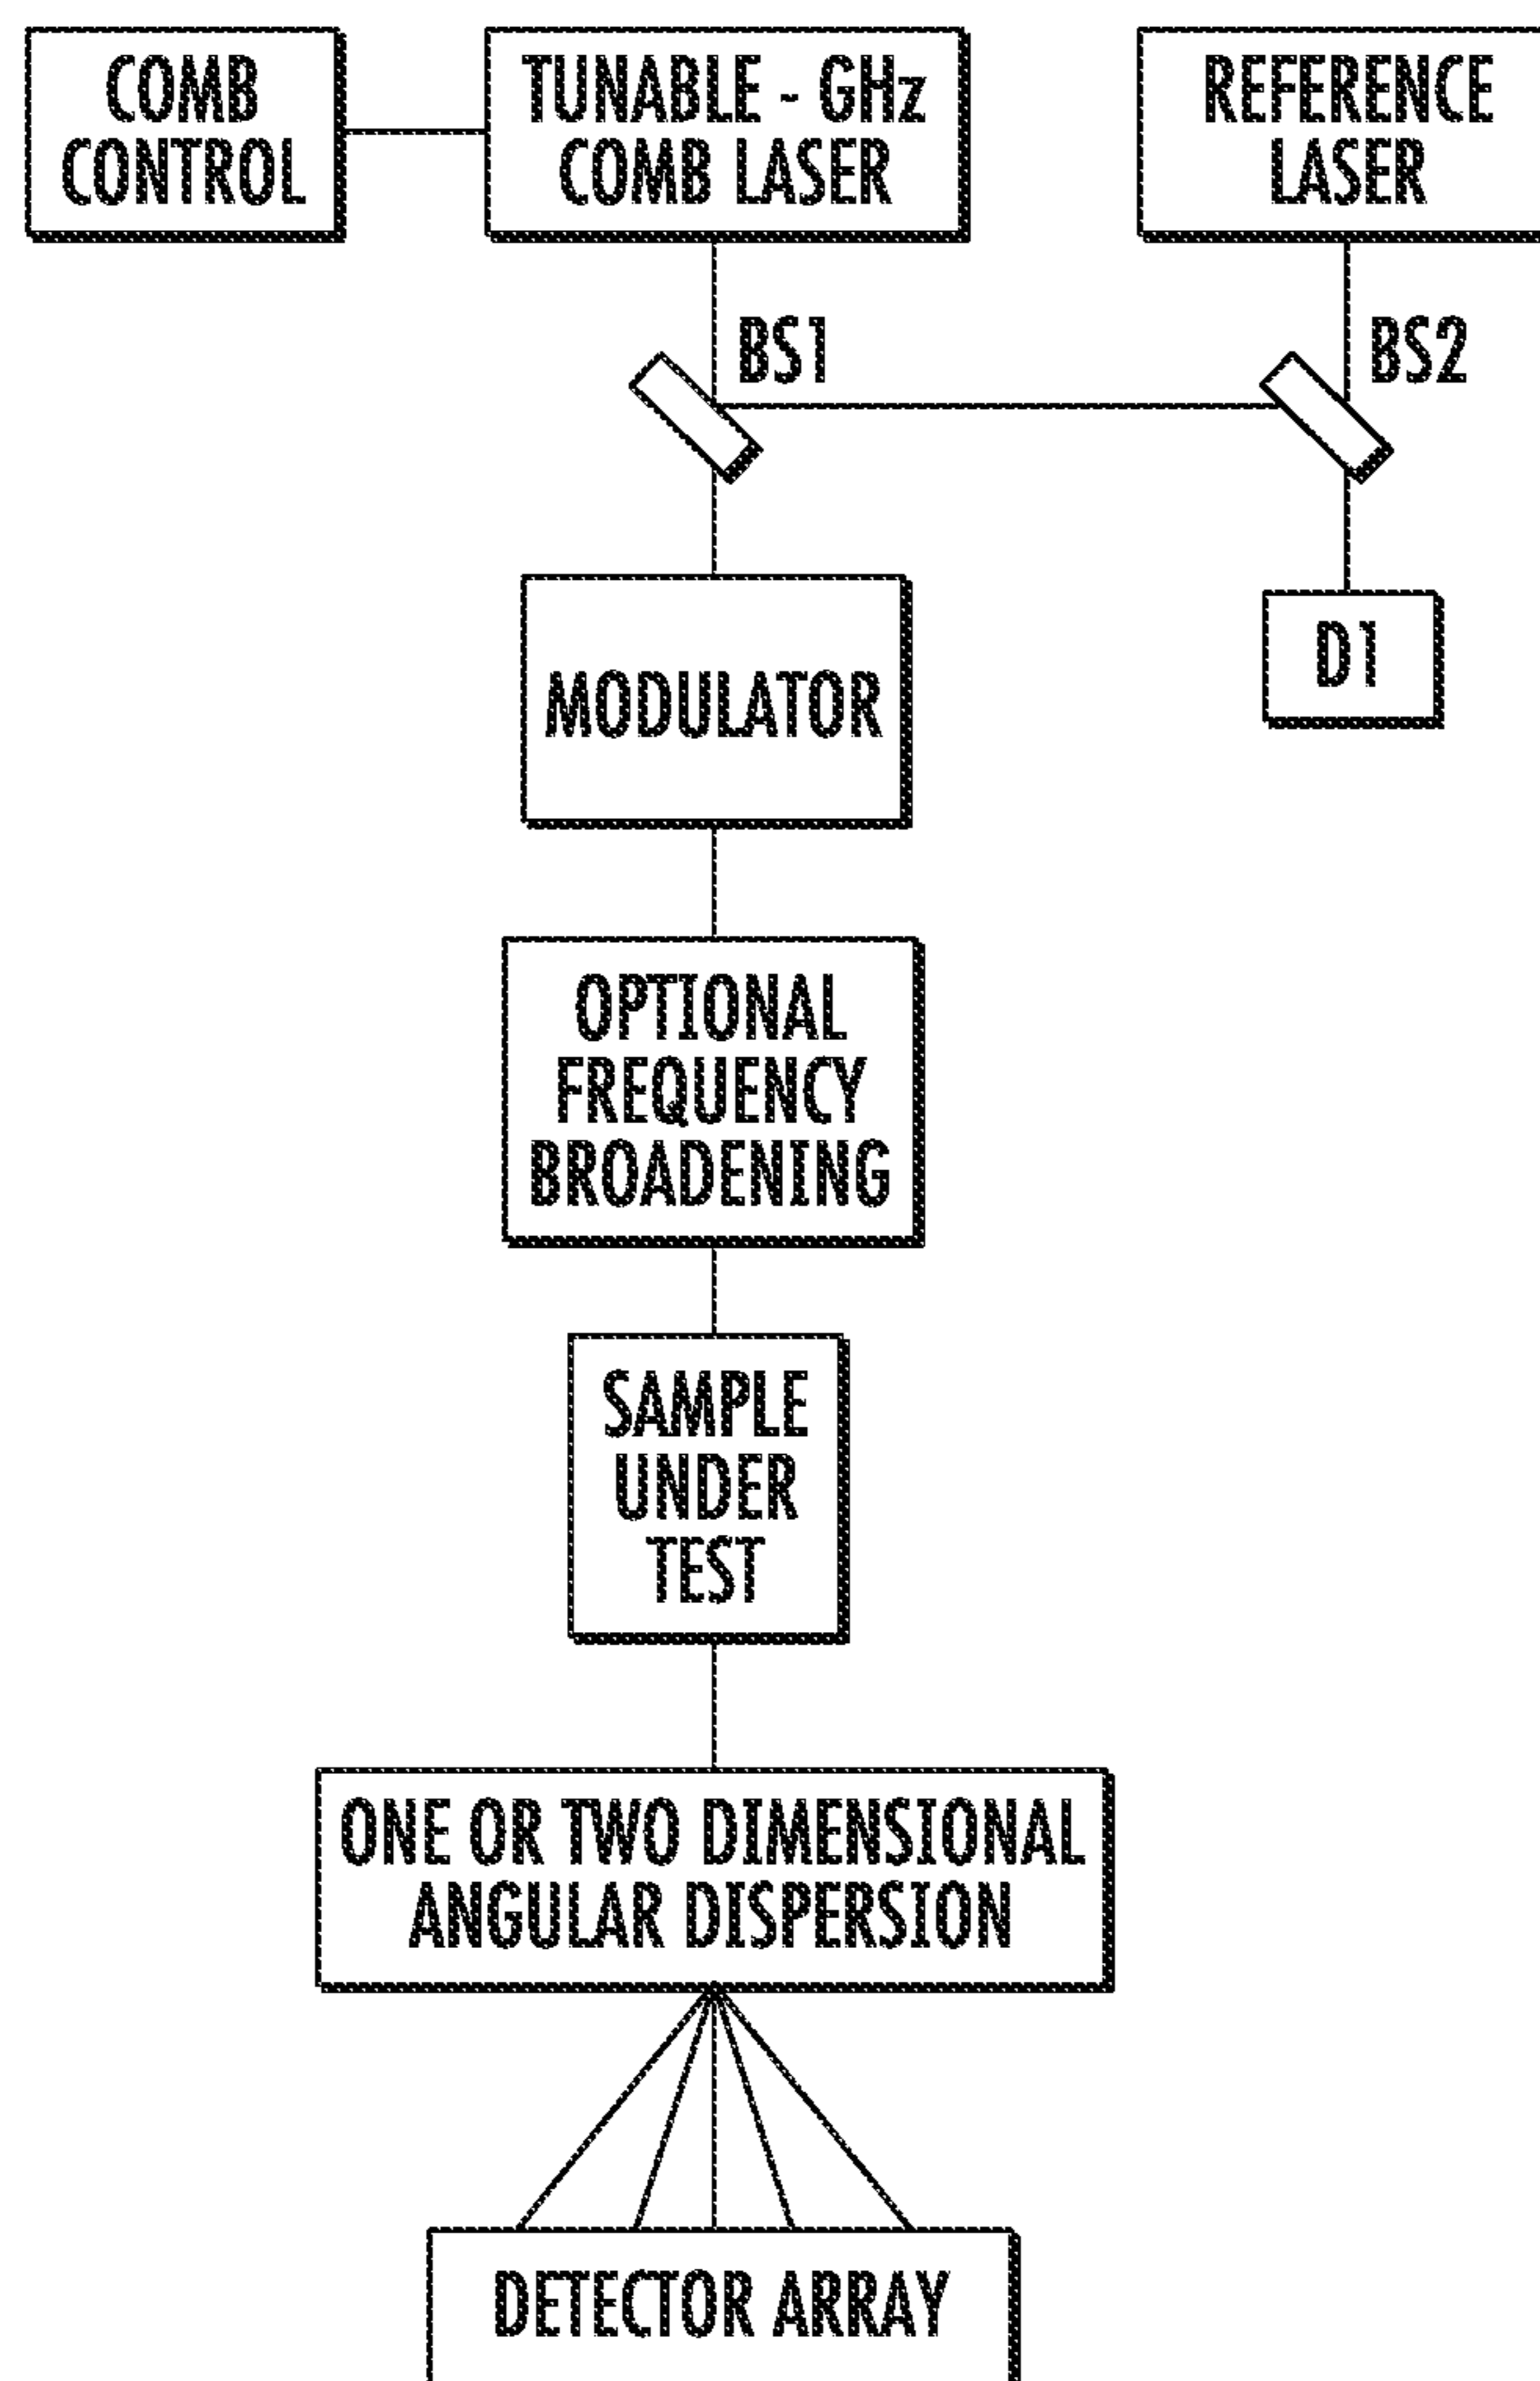 COMB
CONTROL
TUNABLE - GHz
COMB LASER
REFERENCE
LASER
BS1
BS2
MODULATOR
D1
OPTIONAL
FREQUENCY
BROADENING
SAMPLE
UNDER
TEST
ONE OR TWO DIMENSIONAL
ANGULAR DISPERSION
DETECTOR ARRAY